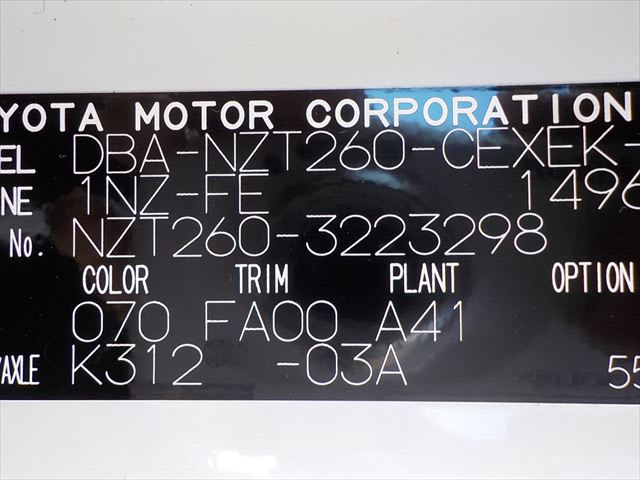 YOTA MOTOR CORPORATION
EL DBA-NZT260-CEXEK-
NE 1NZ-FE 1496
No. NZT260-3223298
COLOR TRIM PLANT OPTION
070 FA00 A41
/AXLE K312 -03A 55